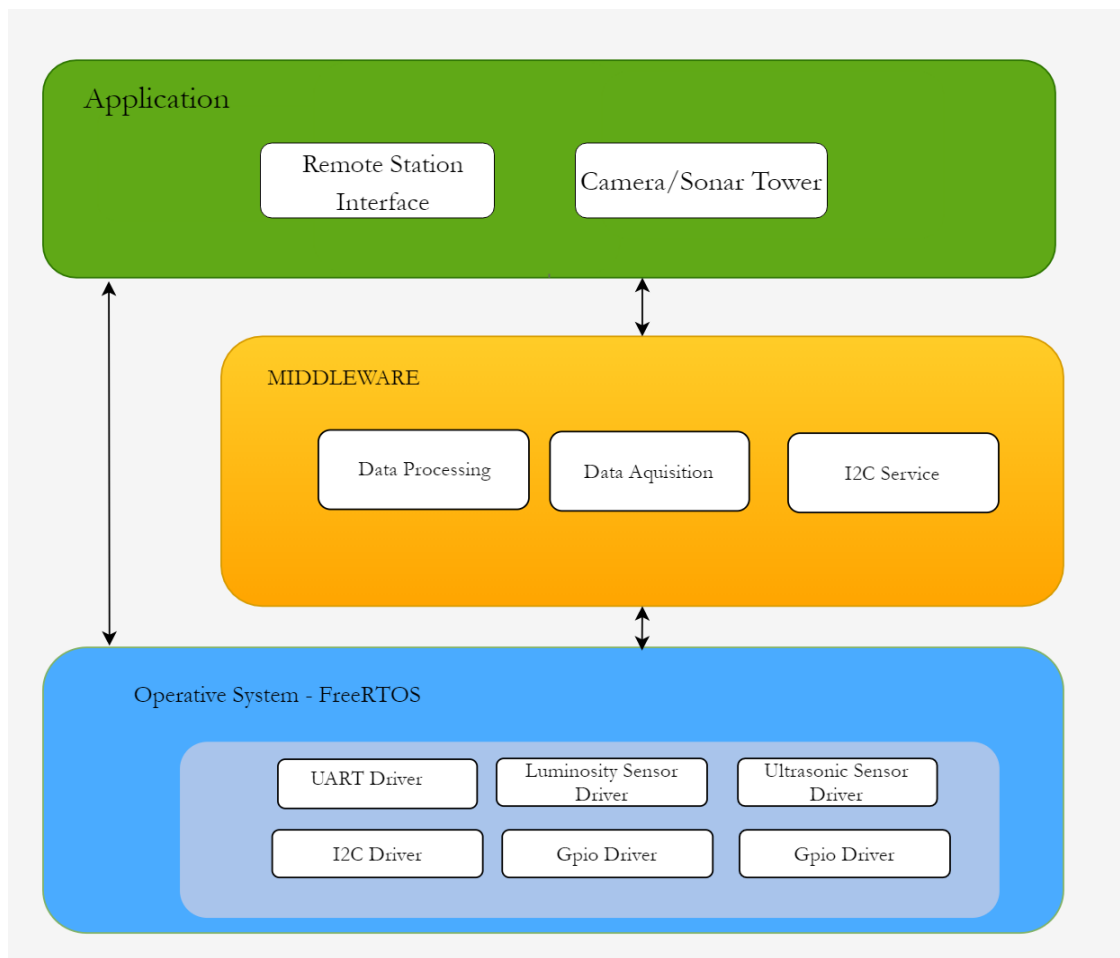 Application
Remote Station
Interface
Camera/Sonar Tower
MIDDLEWARE
Data Processing
Data Aquisition
I2C Service
Operative System - FreeRTOS
UART Driver
Luminosity Sensor
Driver
Ultrasonic Sensor
Driver
I2C Driver
Gpio Driver
Gpio Driver